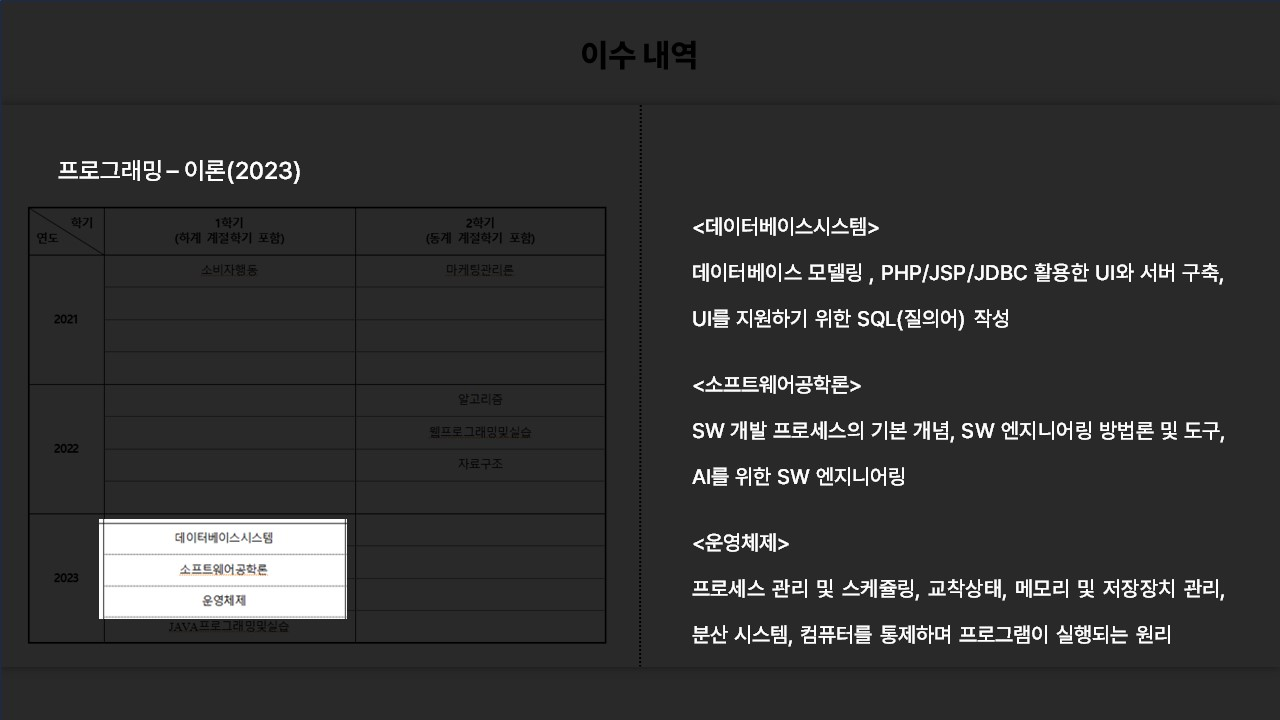 이수 내역
프로그래밍 – 이론(2023)
학기
연도
1학기
(하계 계절학기 포함)
2학기
(동계 계절학기 포함)
2021
소비자행동
마케팅관리론
2022
알고리즘
웹프로그래밍및실습
자료구조
2023
데이터베이스시스템
소프트웨어공학론
운영체제
JAVA프로그래밍및실습
<데이터베이스시스템>
데이터베이스 모델링 , PHP/JSP/JDBC 활용한 UI와 서버 구축,
UI를 지원하기 위한 SQL(질의어) 작성
<소프트웨어공학론>
SW 개발 프로세스의 기본 개념, SW 엔지니어링 방법론 및 도구,
AI를 위한 SW 엔지니어링
<운영체제>
프로세스 관리 및 스케쥴링, 교착상태, 메모리 및 저장장치 관리,
분산 시스템, 컴퓨터를 통제하며 프로그램이 실행되는 원리